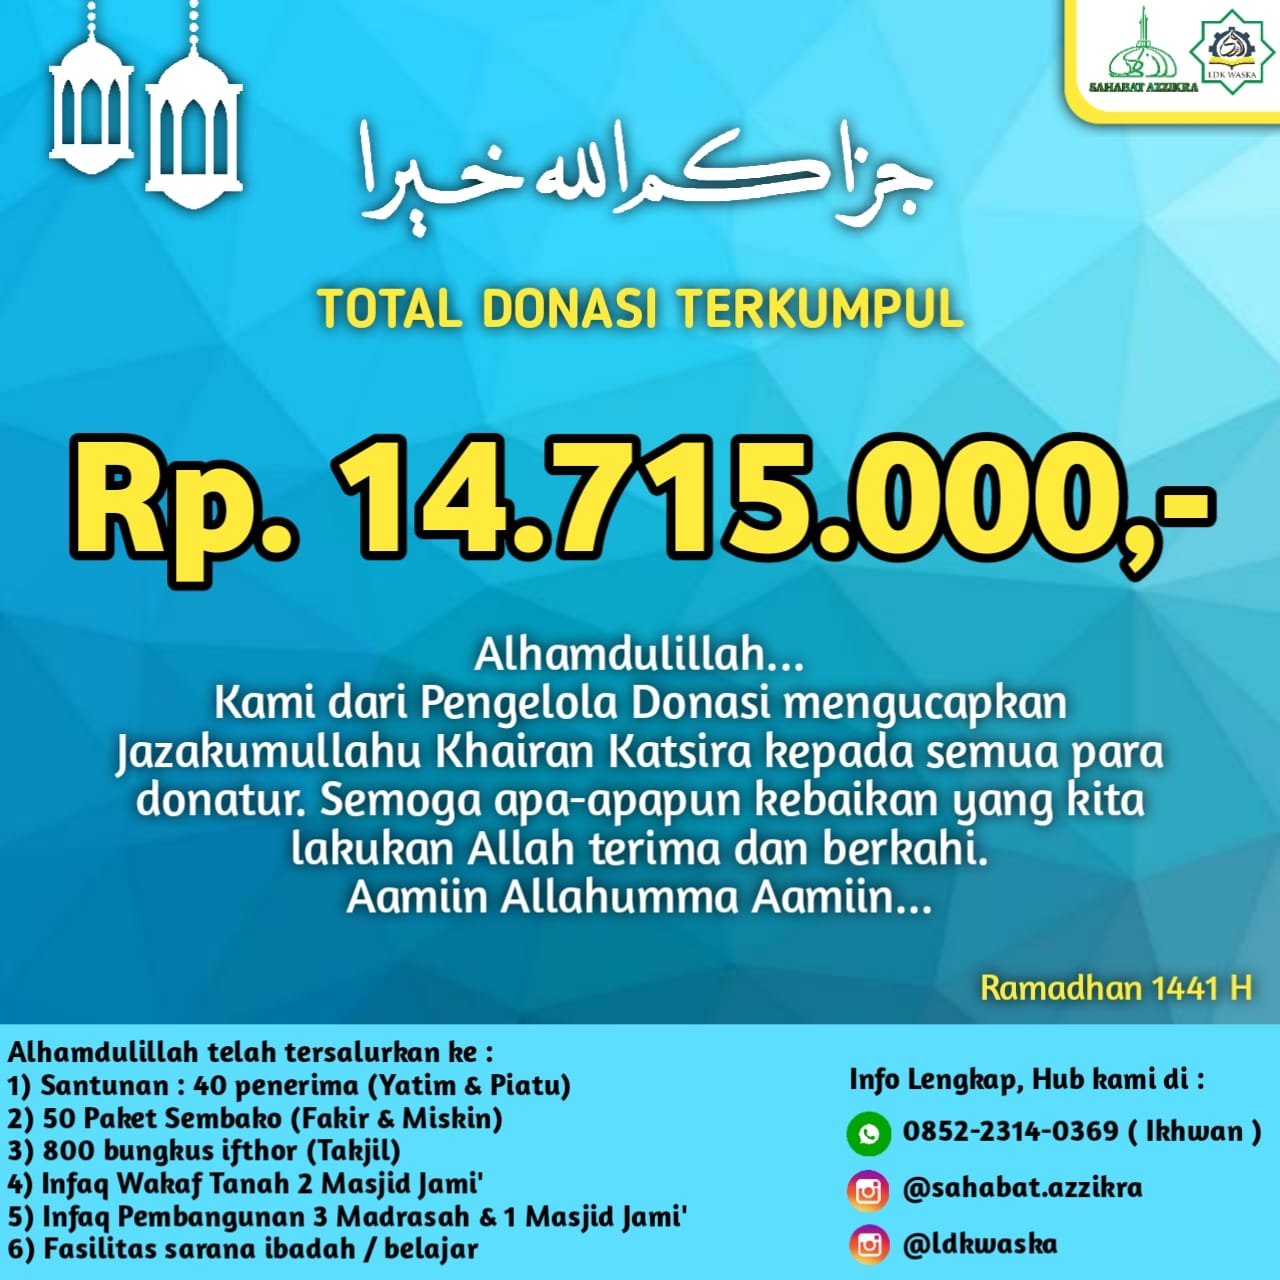 SAHABAT AZZIKRA
LDK WASKA
جزاكم الله خيرا
TOTAL DONASI TERKUMPUL
Rp. 14.715.000,-
Alhamdulillah...
Kami dari Pengelola Donasi mengucapkan
Jazakumullahu Khairan Katsira kepada semua para
donatur. Semoga apa-apapun kebaikan yang kita
lakukan Allah terima dan berkahi.
Aamiin Allahumma Aamiin...
Ramadhan 1441 H
Alhamdulillah telah tersalurkan ke :
1) Santunan : 40 penerima (Yatim & Piatu)
2) 50 Paket Sembako (Fakir & Miskin)
3) 800 bungkus ifthor (Takjil)
4) Infaq Wakaf Tanah 2 Masjid Jami'
5) Infaq Pembangunan 3 Madrasah & 1 Masjid Jami'
6) Fasilitas sarana ibadah / belajar
Info Lengkap, Hub kami di :
0852-2314-0369 ( Ikhwan )
@sahabat.azzikra
@ldkwaska